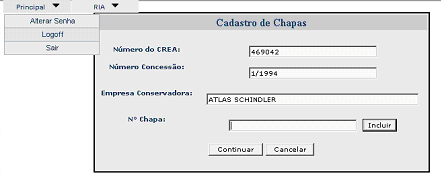 Principal RIA
Alterar Senha
Logoff
Sair
Cadastro de Chapas
Número do CREA: 469042
Número Concessão: 1/1994
Empresa Conservadora: ATLAS SCHINDLER
Nº Chapa: Incluir
Continuar Cancelar